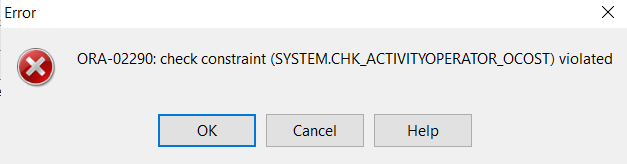 Error
ORA-02290: check constraint (SYSTEM.CHK_ACTIVITYOPERATOR_OCOST) violated
OK
Cancel
Help